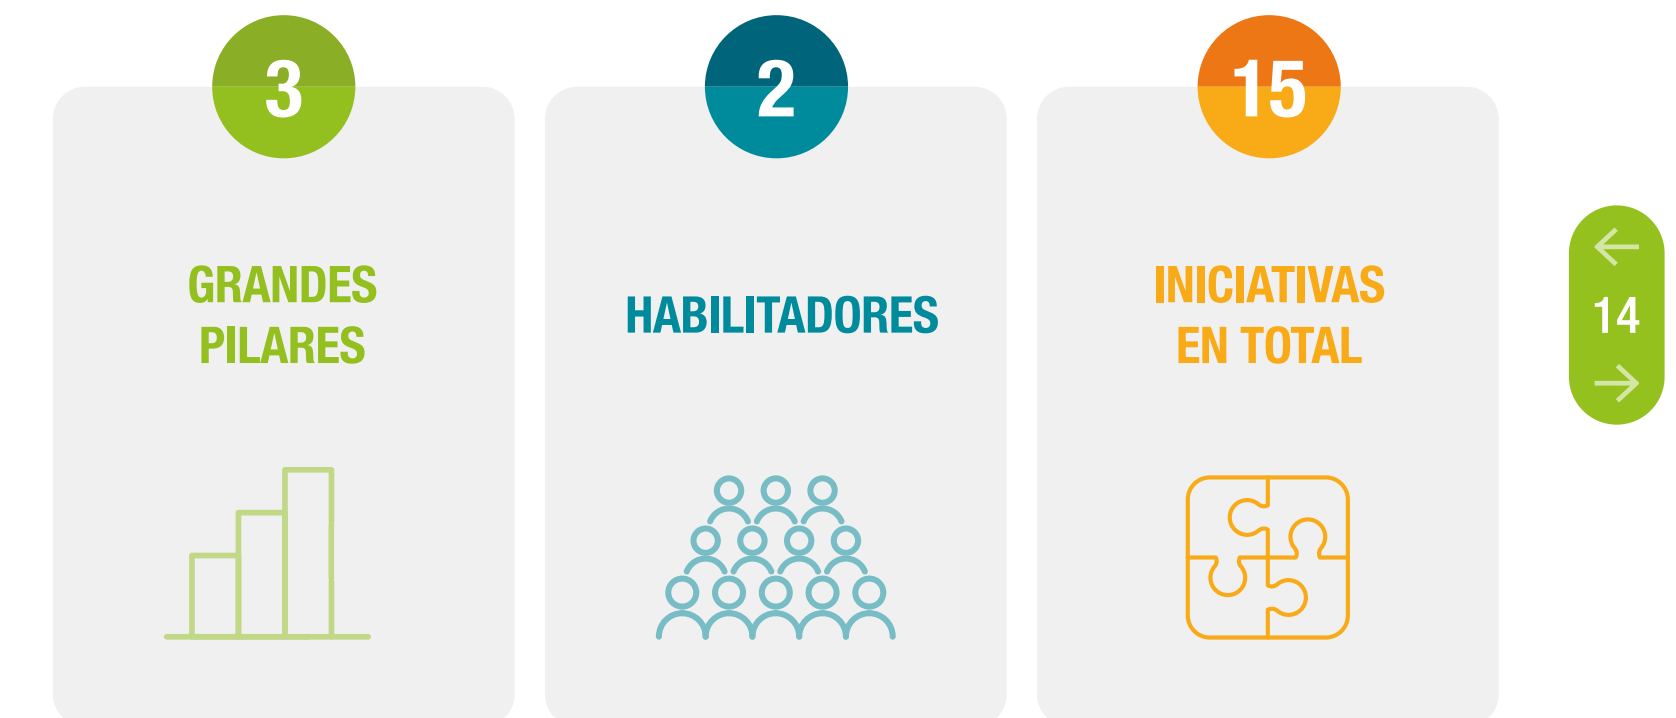 3
GRANDES
PILARES
2
HABILITADORES
15
INICIATIVAS
EN TOTAL
14